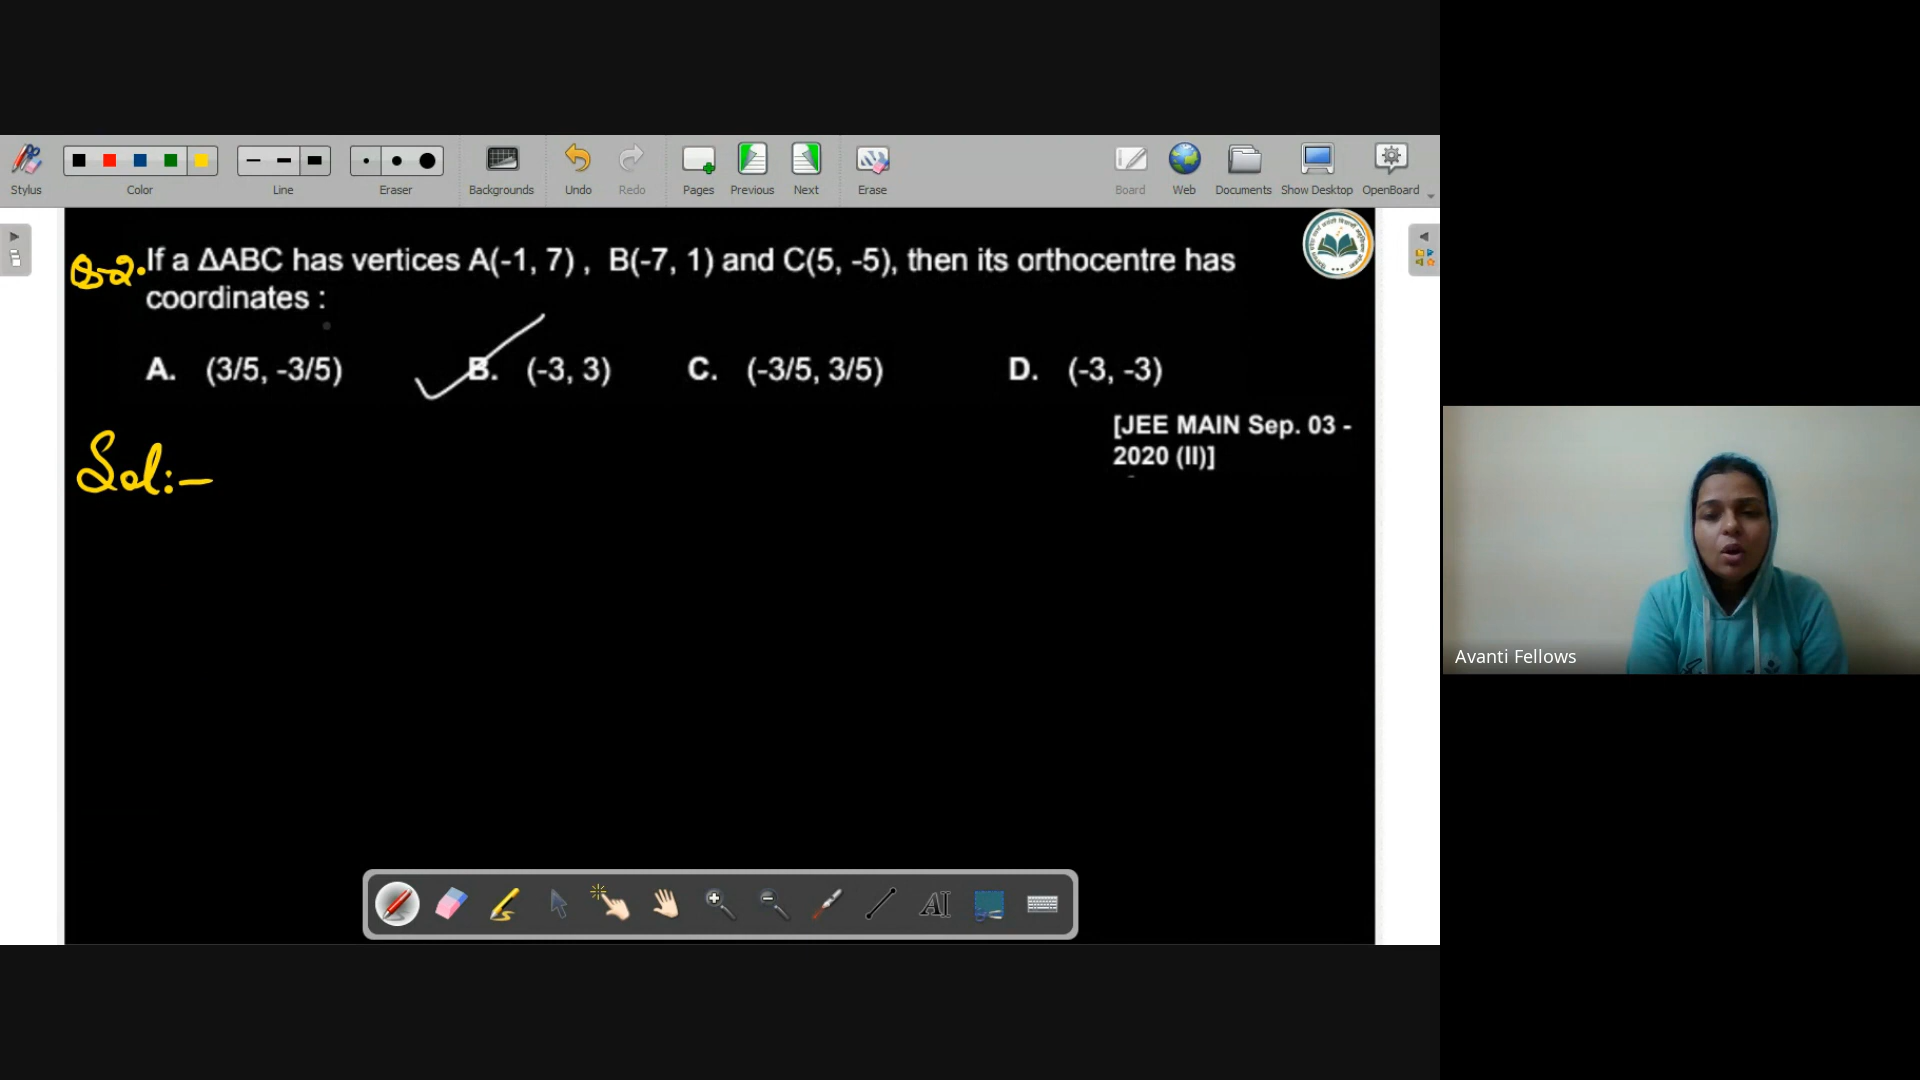 Stylus
Color
Line
Eraser
Backgrounds
Undo
Redo
Pages
Previous
Next
Erase
Board
Web
Documents
Show Desktop
OpenBoard
Q-2. If a ΔABC has vertices A(-1, 7) , B(-7, 1) and C(5, -5), then its orthocentre has
coordinates :
A. (3/5, -3/5) B. (-3, 3) C. (-3/5, 3/5) D. (-3, -3)
[JEE MAIN Sep. 03 -
2020 (II)]
Sol:-
AI
Avanti Fellows